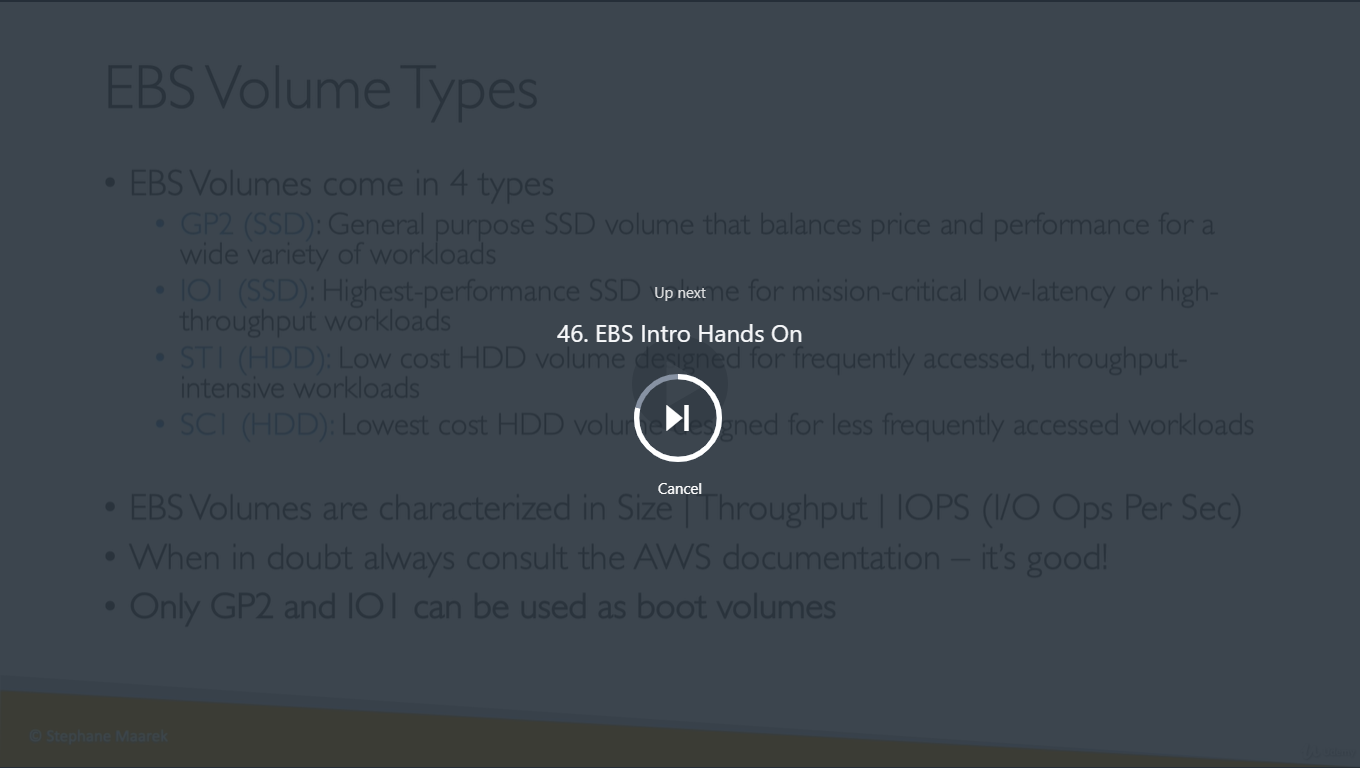 EBS Volume Types
• EBS Volumes come in 4 types
• GP2 (SSD): General purpose SSD volume that balances price and performance for a
wide variety of workloads
• IO1 (SSD): Highest-performance SSD volume for mission-critical low-latency or high-
throughput workloads
• ST1 (HDD): Low cost HDD volume designed for frequently accessed, throughput-
intensive workloads
• SC1 (HDD): Lowest cost HDD volume designed for less frequently accessed workloads
Up next
46. EBS Intro Hands On
Cancel
• EBS Volumes are characterized in Size | Throughput | IOPS (I/O Ops Per Sec)
• When in doubt always consult the AWS documentation – it's good!
• Only GP2 and IO1 can be used as boot volumes
© Stephane Maarek